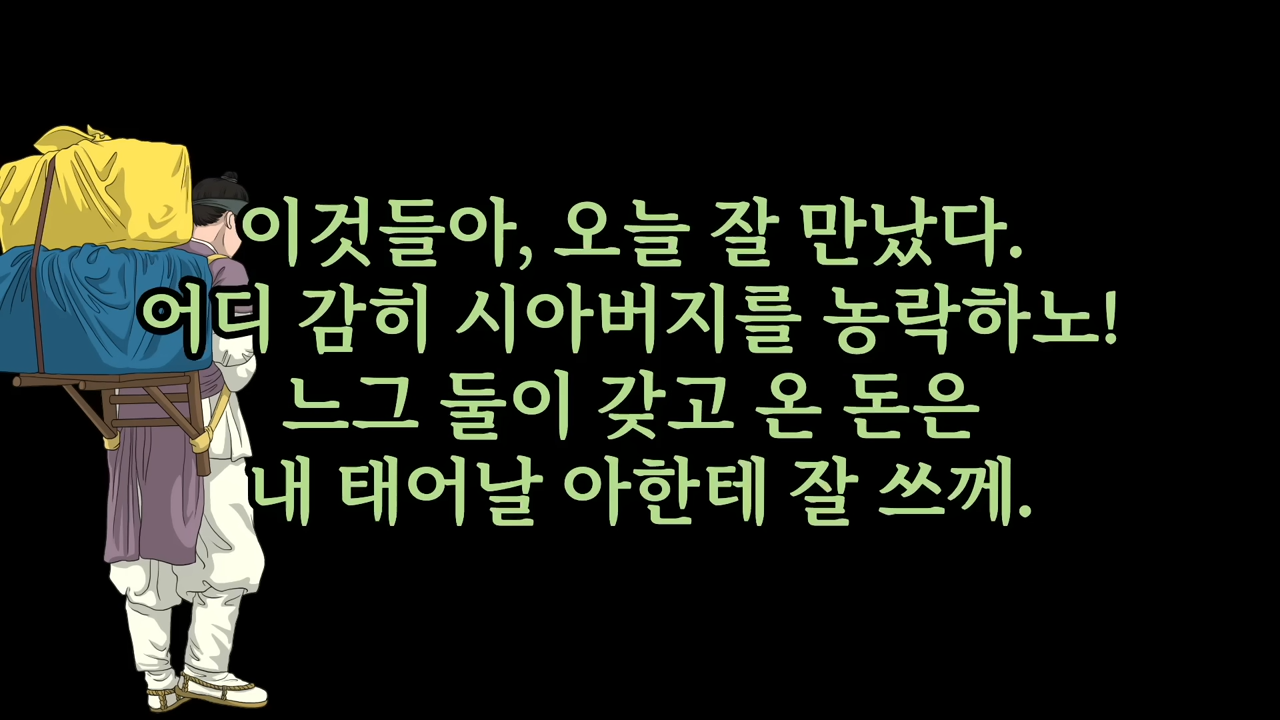 이것들아, 오늘 잘 만났다.
어디 감히 시아버지를 농락하노!
느그 둘이 갖고 온 돈은
내 태어날 아한테 잘 쓰께.